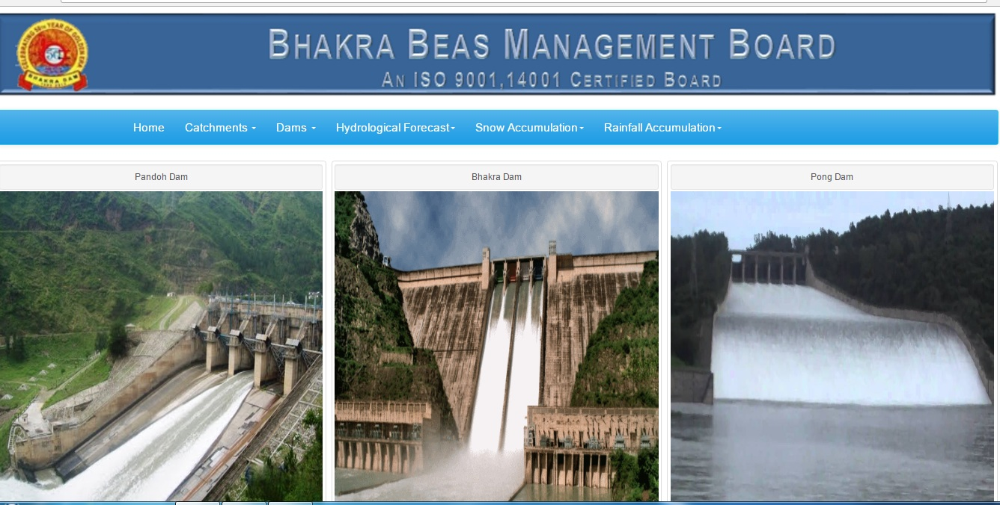 BHAKRA BEAS MANAGEMENT BOARD
AN ISO 9001,14001 CERTIFIED BOARD
BHAKRA DAM
Home Catchments Dams Hydrological Forecast Snow Accumulation Rainfall Accumulation
Pandoh Dam
Bhakra Dam
Pong Dam